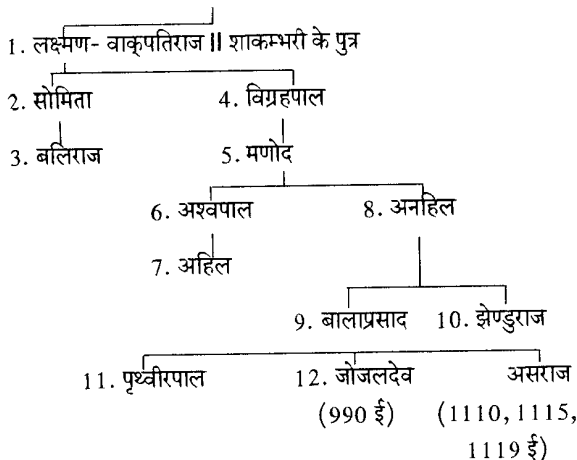 1. लक्ष्मण- वाक्‌पतिराज II शाकम्भरी के पुत्र
2. सोमिता 4. विग्रहपाल
3. बलिराज 5. मणोद
6. अश्वपाल 8. अनहिल
7. अहिल
9. बालाप्रसाद 10. झेण्डुराज
11. पृथ्वीरपाल 12. जोजलदेव असराज
(990 ई) (1110, 1115,
1119 ई)